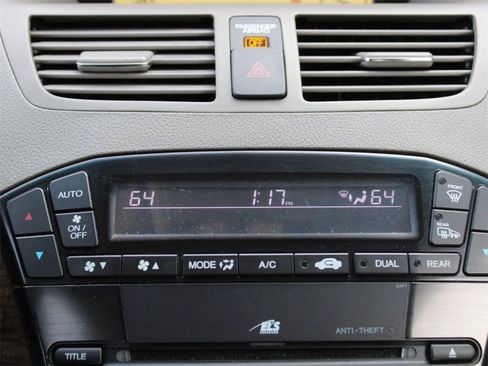 PASSENGER
AIRBAG
OFF
64 1:17 PM 64
AUTO
ON /
OFF
FRONT
REAR
MODE
A/C
DUAL
REAR
ELS
ANTI-THEFT
TITLE